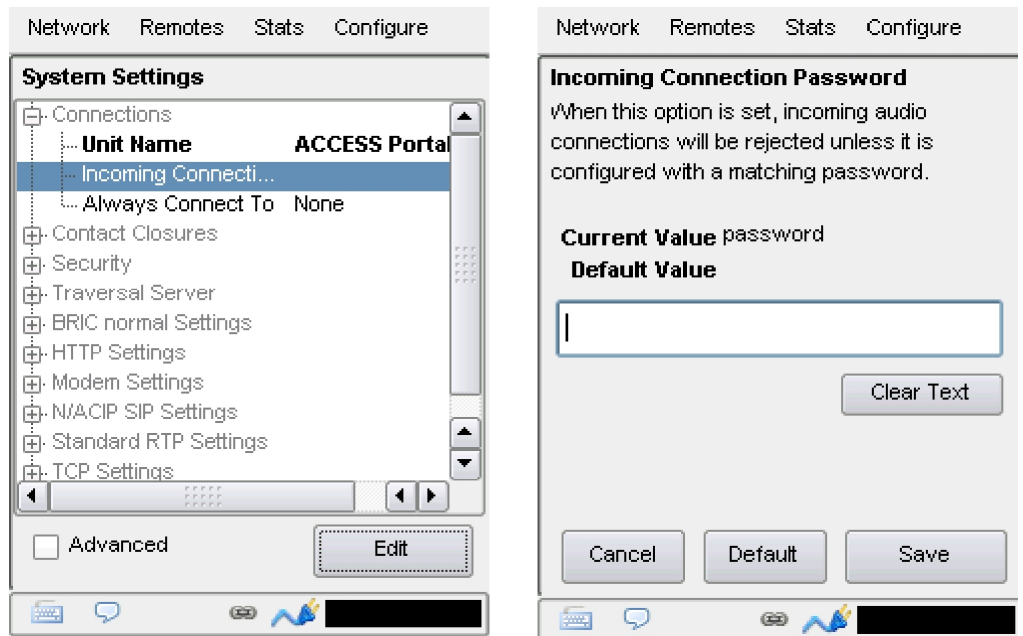 Network Remotes Stats Configure
System Settings
Connections
Unit Name ACCESS Portal
Incoming Connecti...
Always Connect To None
Contact Closures
Security
Traversal Server
BRIC normal Settings
HTTP Settings
Modem Settings
N/ACIP SIP Settings
Standard RTP Settings
TCP Settings
Advanced
Edit
Network Remotes Stats Configure
Incoming Connection Password
When this option is set, incoming audio
connections will be rejected unless it is
configured with a matching password.
Current Value password
Default Value
Clear Text
Cancel Default Save